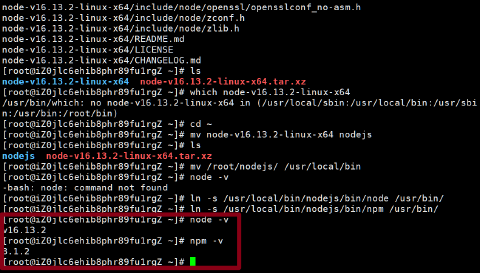 node-v16.13.2-linux-x64/include/node/openssl/opensslconf_no-asm.h
node-v16.13.2-linux-x64/include/node/zconf.h
node-v16.13.2-linux-x64/include/node/zlib.h
node-v16.13.2-linux-x64/README.md
node-v16.13.2-linux-x64/LICENSE
node-v16.13.2-linux-x64/CHANGELOG.md
[root@iZ0jlc6ehib8phr89fu1rgZ ~]# ls
node-v16.13.2-linux-x64  node-v16.13.2-linux-x64.tar.xz
[root@iZ0jlc6ehib8phr89fu1rgZ ~]# which node-v16.13.2-linux-x64
/usr/bin/which: no node-v16.13.2-linux-x64 in (/usr/local/sbin:/usr/local/bin:/usr/sbi
n:/usr/bin:/root/bin)
[root@iZ0jlc6ehib8phr89fu1rgZ ~]# cd ~
[root@iZ0jlc6ehib8phr89fu1rgZ ~]# mv node-v16.13.2-linux-x64 nodejs
[root@iZ0jlc6ehib8phr89fu1rgZ ~]# ls
nodejs  node-v16.13.2-linux-x64.tar.xz
[root@iZ0jlc6ehib8phr89fu1rgZ ~]# mv /root/nodejs/ /usr/local/bin
[root@iZ0jlc6ehib8phr89fu1rgZ ~]# node -v
-bash: node: command not found
[root@iZ0jlc6ehib8phr89fu1rgZ ~]# ln -s /usr/local/bin/nodejs/bin/node /usr/bin/
[root@iZ0jlc6ehib8phr89fu1rgZ ~]# ln -s /usr/local/bin/nodejs/bin/npm /usr/bin/
[root@iZ0jlc6ehib8phr89fu1rgZ ~]# node -v
v16.13.2
[root@iZ0jlc6ehib8phr89fu1rgZ ~]# npm -v
8.1.2
[root@iZ0jlc6ehib8phr89fu1rgZ ~]#